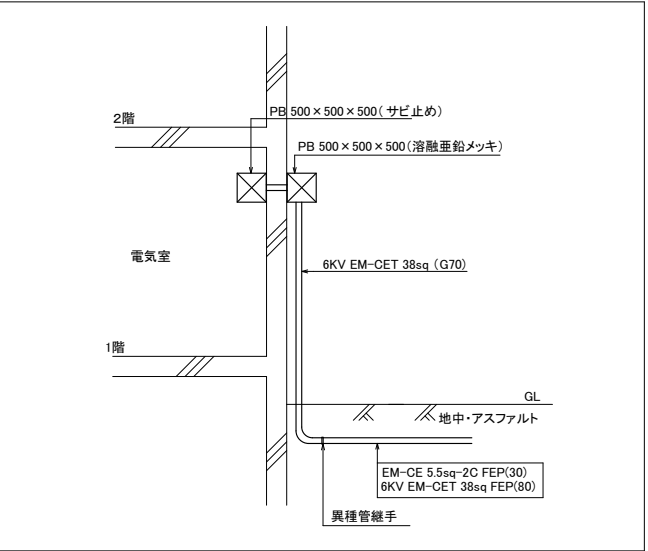 PB 500×500×500(サビ止め)
2階
PB 500×500×500(溶融亜鉛メッキ)
電気室
6KV EM-CET 38sq (G70)
1階
GL
地中・アスファルト
EM-CE 5.5sq-2C FEP(30)
6KV EM-CET 38sq FEP(80)
異種管継手